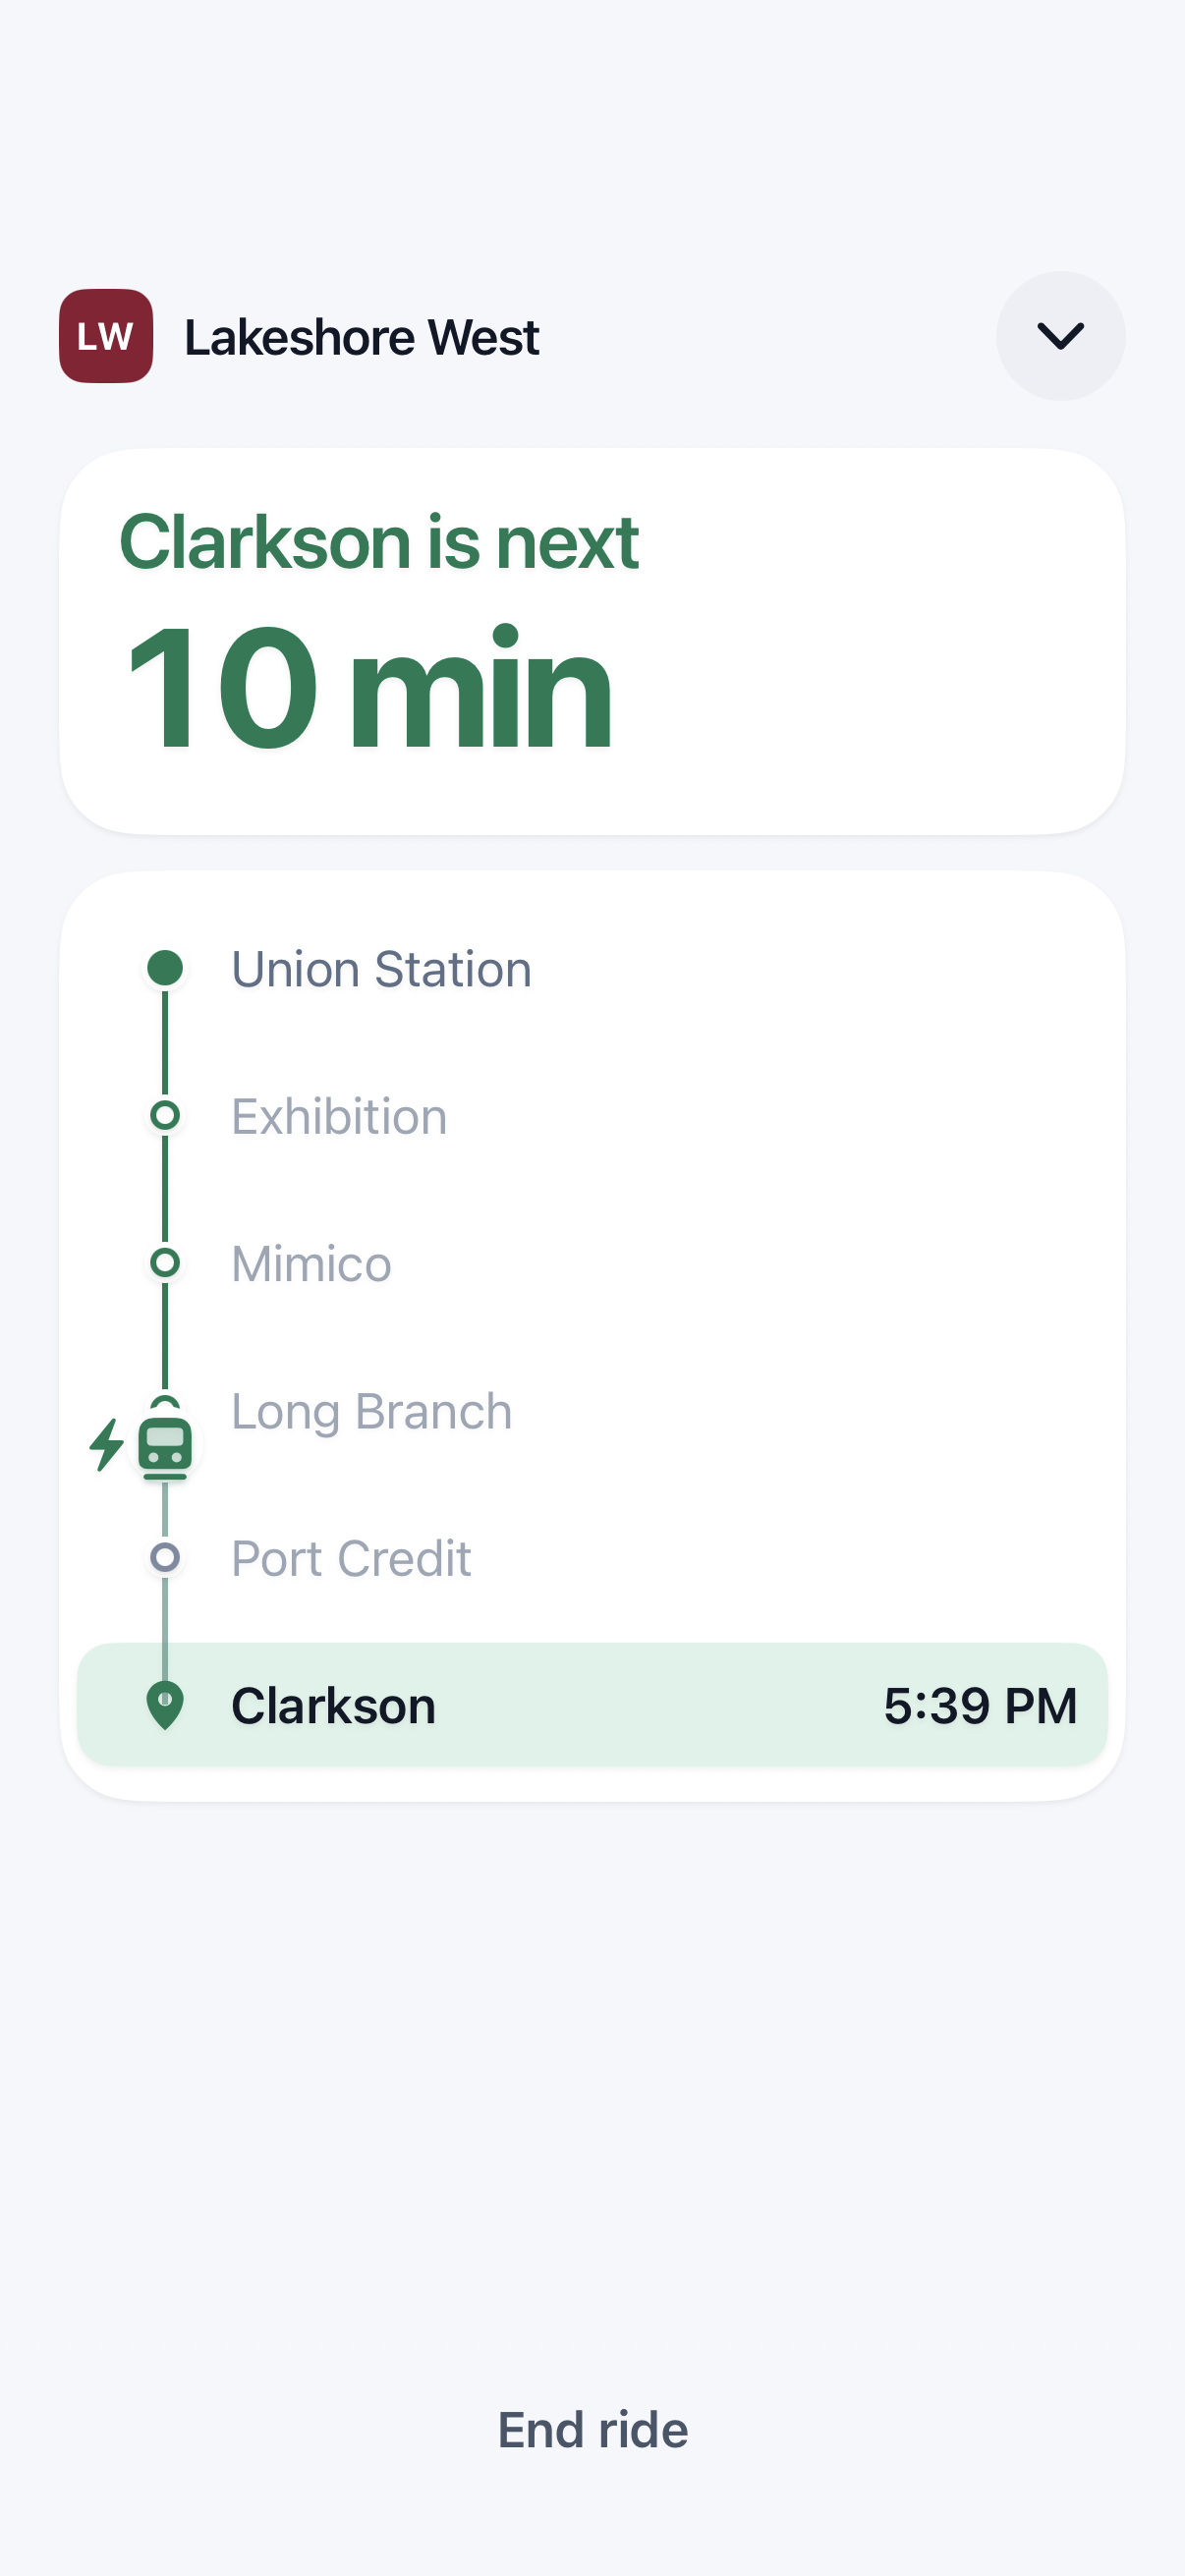 LW Lakeshore West
Clarkson is next
10 min
Union Station
Exhibition
Mimico
Long Branch
Port Credit
Clarkson 5:39 PM
End ride